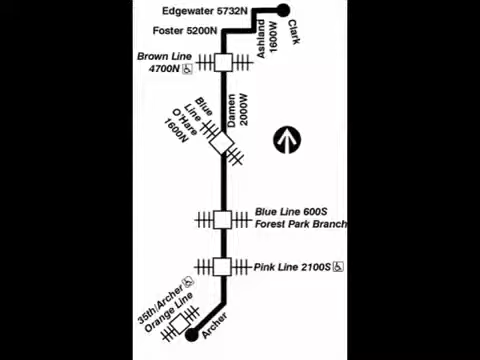 Edgewater 5732N
Clark
Foster 5200N
Ashland
1600W
Brown Line
4700N
Blue
Line
O'Hare
1600N
Damen
2000W
Blue Line 600S
Forest Park Branch
Pink Line 2100S
35th/Archer
Orange Line
Archer